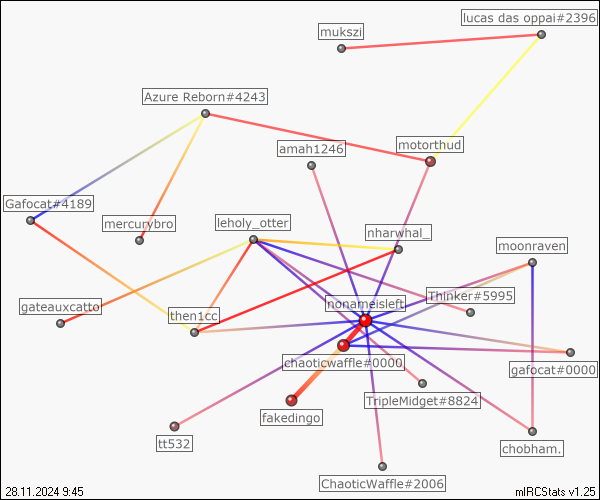 lucas das oppai#2396
mukszi
Azure Reborn#4243
amah1246
motorthud
Gafocat#4189
mercurybro
leholy_otter
nharwhal_
moonraven
gateauxcatto
then1cc
nonameisleft
Thinker#5995
chaoticwaffle#0000
gafocat#0000
fakedingo
TripleMidget#8824
tt532
chobham.
ChaoticWaffle#2006
28.11.2024 9:45
mIRCStats v1.25